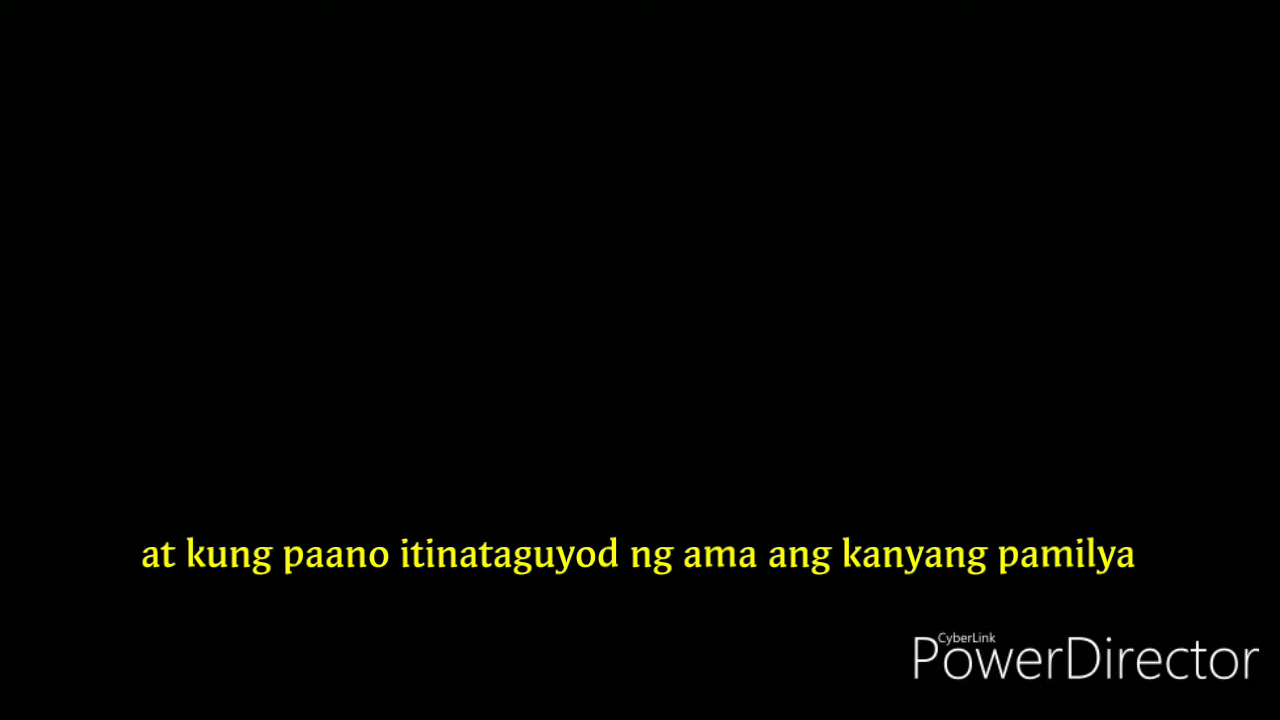 at kung paano itinataguyod ng ama ang kanyang pamilya
CyberLink
PowerDirector